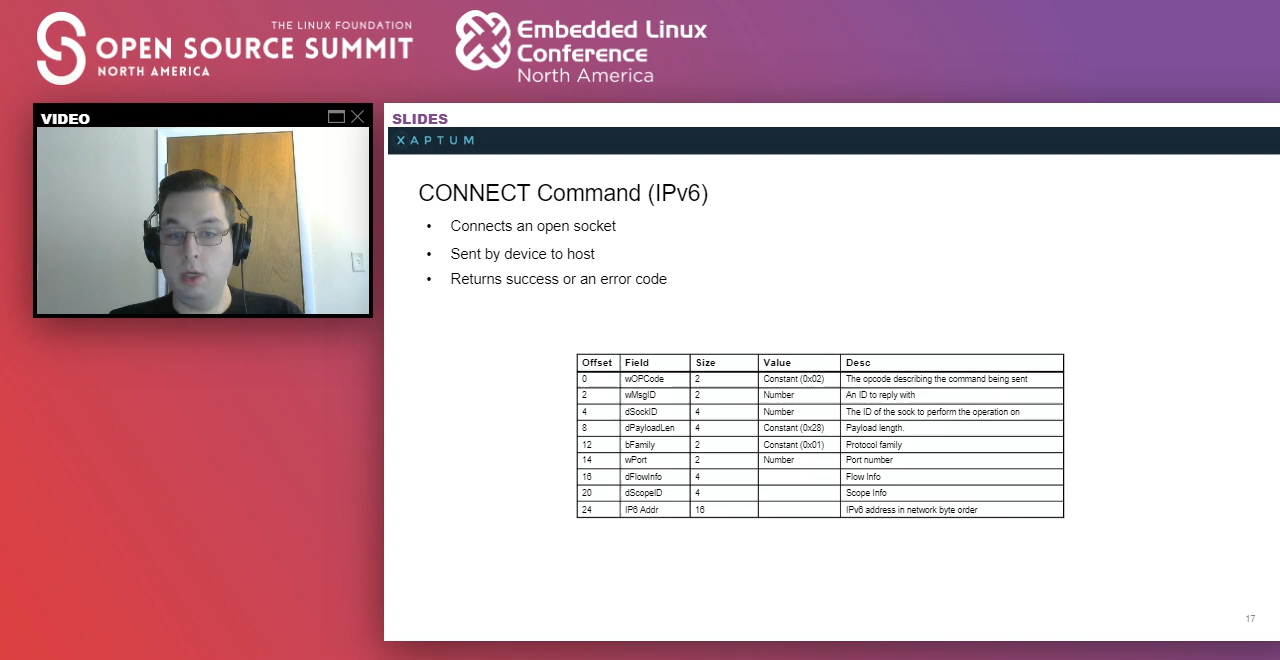 THE LINUX FOUNDATION
OPEN SOURCE SUMMIT
NORTH AMERICA
Embedded Linux
Conference
North America
VIDEO
SLIDES
XAPTUM
CONNECT Command (IPv6)
• Connects an open socket
• Sent by device to host
• Returns success or an error code
Offset Field Size Value Desc
0 wOPCode 2 Constant (0x02) The opcode describing the command being sent
2 wMsgID 2 Number An ID to reply with
4 dSockID 4 Number The ID of the sock to perform the operation on
8 dPayloadLen 4 Constant (0x28) Payload length.
12 bFamily 2 Constant (0x01) Protocol family
14 wPort 2 Number Port number
16 dFlowInfo 4 Flow Info
20 dScopeID 4 Scope Info
24 IP6 Addr 16 IPv6 address in network byte order
17